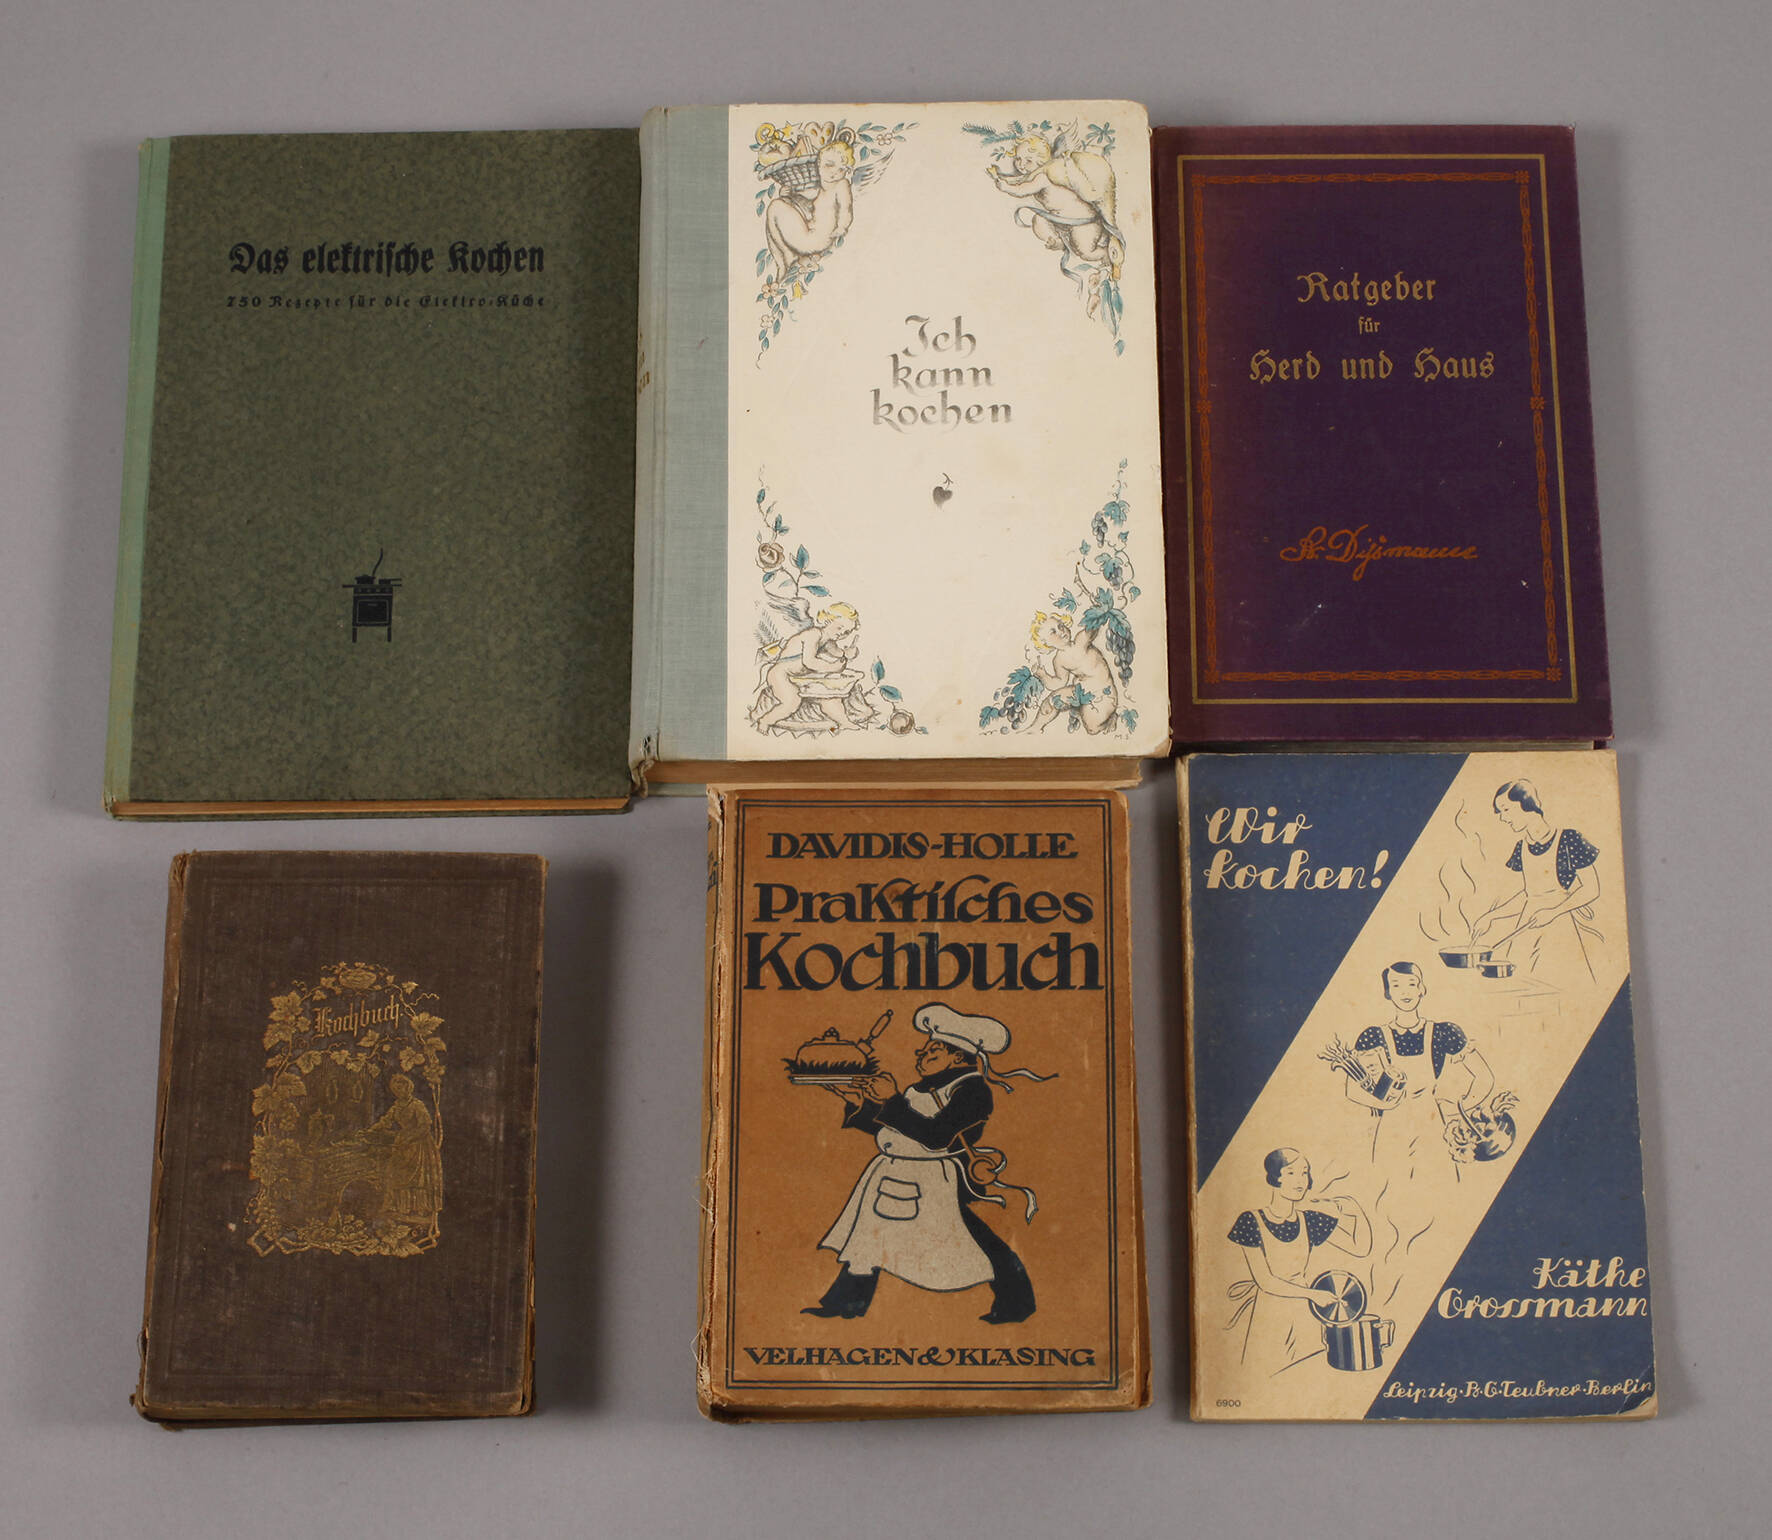 Das elektrische Kochen
750 Rezepte für die Elektro-Küche
Ich
kann
kochen
M S
Ratgeber
für
Herd und Haus
Kochbuch.
DAVIDIS-HOLLE
Praktisches
Kochbuch
VELHAGEN & KLASING
Wir
kochen!
Käthe
Grossmann
Leipzig·B.G.Teubner·Berlin
6900